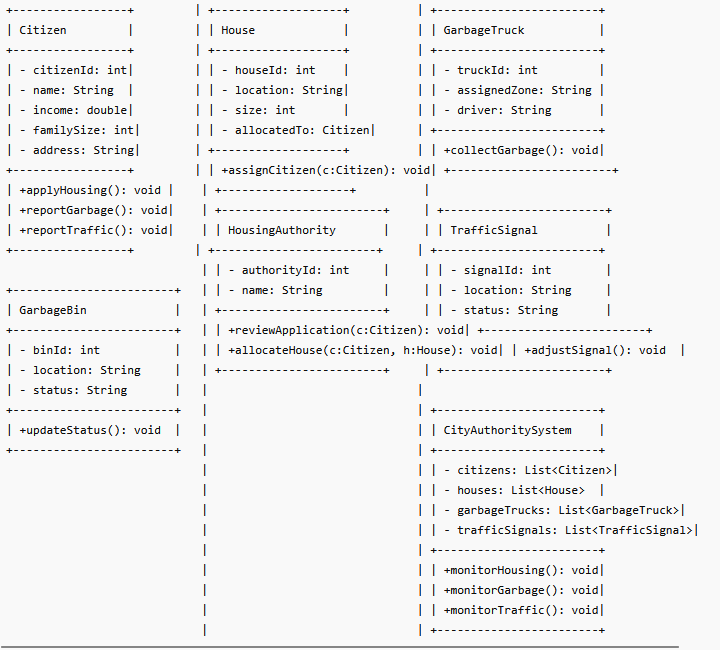 +-----------------+         | +-------------------+          | +------------------------+
| Citizen         |         | | House             |          | | GarbageTruck           |
+-----------------+         | +-------------------+          | +------------------------+
| - citizenId: int|         | | - houseId: int    |          | | - truckId: int         |
| - name: String  |         | | - location: String|          | | - assignedZone: String |
| - income: double|         | | - size: int       |          | | - driver: String       |
| - familySize: int|        | | - allocatedTo: Citizen|      | +------------------------+
| - address: String|        | +-------------------+          | | +collectGarbage(): void|
+-----------------+         | | +assignCitizen(c:Citizen): void| +------------------------+
| +applyHousing(): void |    | +-------------------+          |
| +reportGarbage(): void|    | +------------------------+     | +------------------------+
| +reportTraffic(): void|    | | HousingAuthority       |     | | TrafficSignal          |
+-----------------+         | +------------------------+     | +------------------------+
| | - authorityId: int     |     | | - signalId: int        |
+------------------------+   | | - name: String         |     | | - location: String     |
| GarbageBin             |   | +------------------------+     | | - status: String       |
+------------------------+   | | +reviewApplication(c:Citizen): void| +------------------------+
| - binId: int           |   | | +allocateHouse(c:Citizen, h:House): void| | +adjustSignal(): void  |
| - location: String     |   | +------------------------+     | +------------------------+
| - status: String       |   |                               |
+------------------------+   |                               | +------------------------+
| +updateStatus(): void  |   |                               | | CityAuthoritySystem    |
+------------------------+   |                               | +------------------------+
|                               | | - citizens: List<Citizen>|
|                               | | - houses: List<House>  |
|                               | | - garbageTrucks: List<GarbageTruck>|
|                               | | - trafficSignals: List<TrafficSignal>|
|                               | +------------------------+
|                               | | +monitorHousing(): void|
|                               | | +monitorGarbage(): void|
|                               | | +monitorTraffic(): void|
|                               | +------------------------+